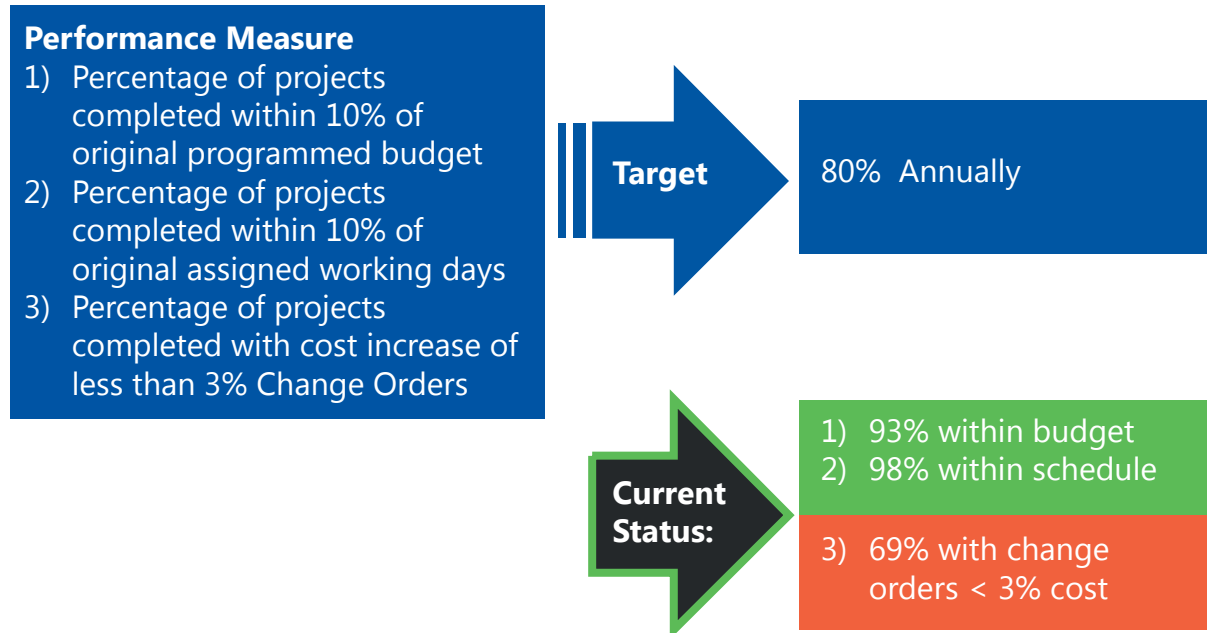 Performance Measure
1) Percentage of projects
completed within 10% of
original programmed budget
2) Percentage of projects
completed within 10% of
original assigned working days
3) Percentage of projects
completed with cost increase of
less than 3% Change Orders
Target
80% Annually
Current
Status:
1) 93% within budget
2) 98% within schedule
3) 69% with change
orders < 3% cost